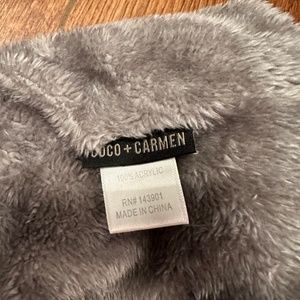 COCO + CARMEN
100% ACRYLIC
RN# 143901
MADE IN CHINA